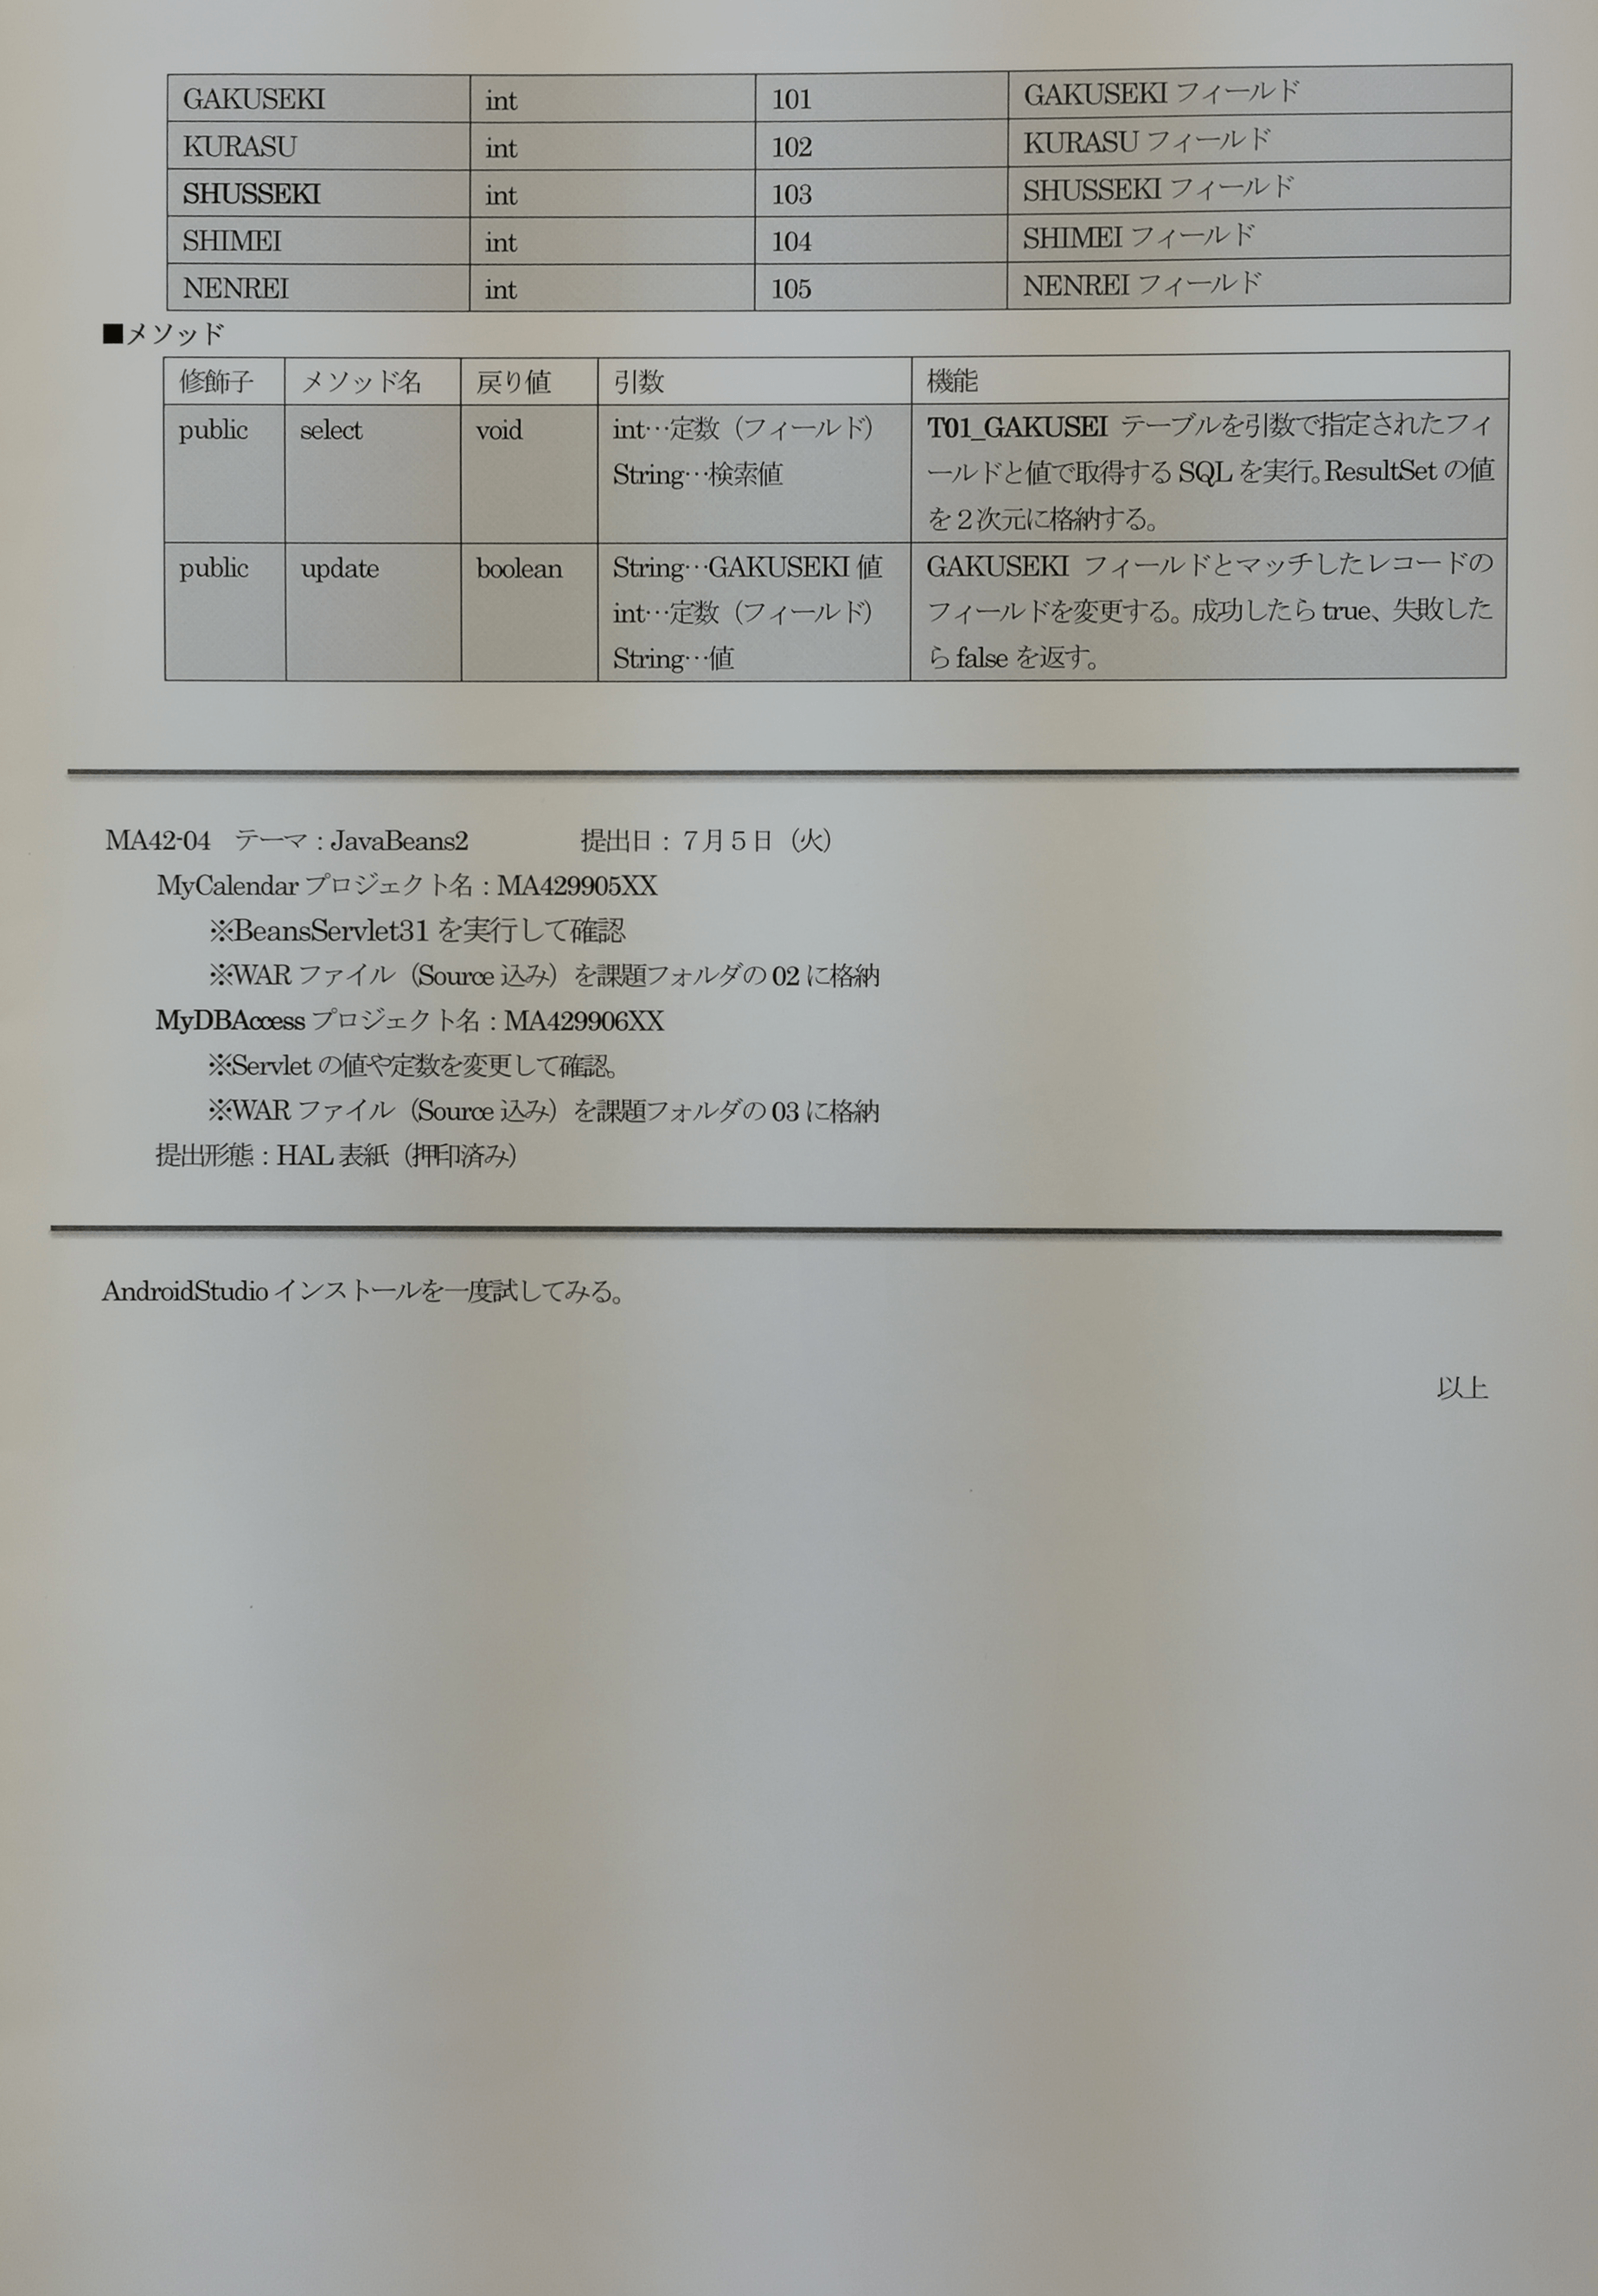 GAKUSEKI int 101 GAKUSEKI フィールド
KURASU int 102 KURASU フィールド
SHUSSEKI int 103 SHUSSEKI フィールド
SHIMEI int 104 SHIMEI フィールド
NENREI int 105 NENREI フィールド
■メソッド
修飾子 メソッド名 戻り値 引数 機能
public select void int…定数（フィールド） T01_GAKUSEI テーブルを引数で指定されたフィ
String…検索値 ールドと値で取得する SQL を実行。ResultSet の値
を２次元に格納する。
public update boolean String…GAKUSEKI 値 GAKUSEKI フィールドとマッチしたレコードの
int…定数（フィールド） フィールドを変更する。成功したら true、失敗した
String…値 ら false を返す。
MA42-04 テーマ：JavaBeans2 提出日：７月５日（火）
MyCalendar プロジェクト名：MA429905XX
※BeansServlet31 を実行して確認
※WAR ファイル（Source 込み）を課題フォルダの 02 に格納
MyDBAccess プロジェクト名：MA429906XX
※Servlet の値や定数を変更して確認。
※WAR ファイル（Source 込み）を課題フォルダの 03 に格納
提出形態：HAL 表紙（押印済み）
AndroidStudio インストールを一度試してみる。
以上